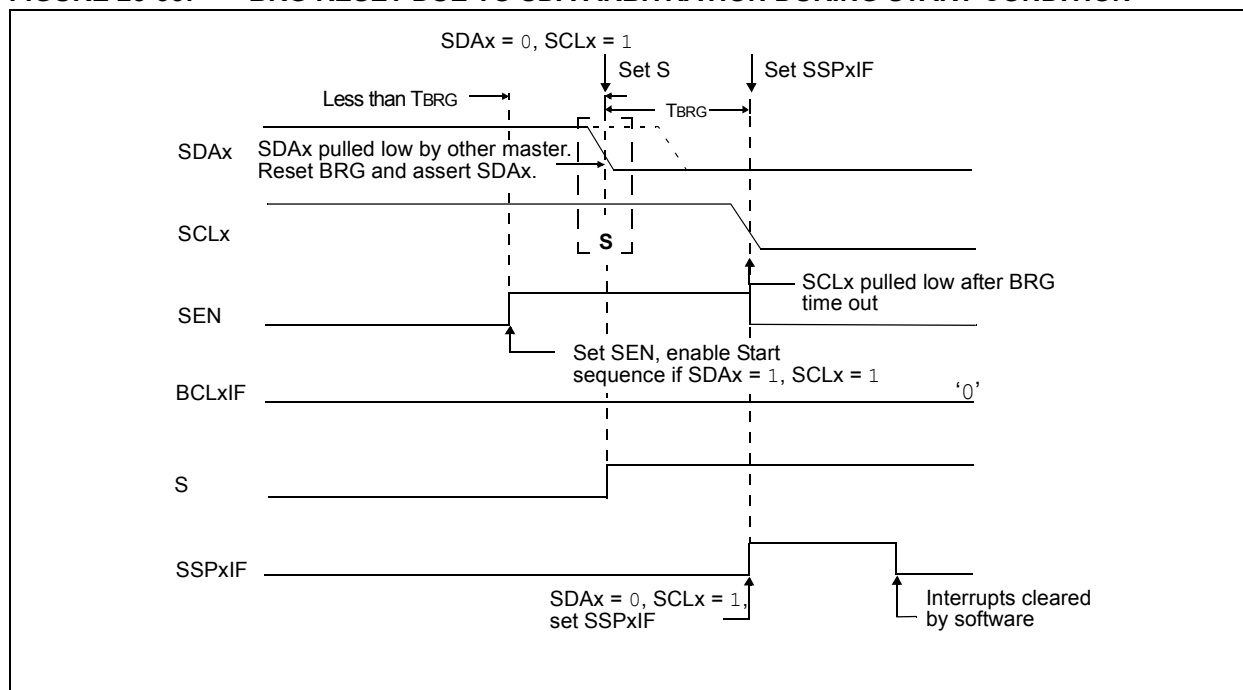 SDAx = 0, SCLx = 1
Set S
Set SSPxIF
Less than TBRG
TBRG
SDAx
SDAx pulled low by other master.
Reset BRG and assert SDAx.
SCLx
S
SCLx pulled low after BRG
time out
SEN
Set SEN, enable Start
sequence if SDAx = 1, SCLx = 1
BCLxIF
‘0’
S
SSPxIF
SDAx = 0, SCLx = 1,
set SSPxIF
Interrupts cleared
by software